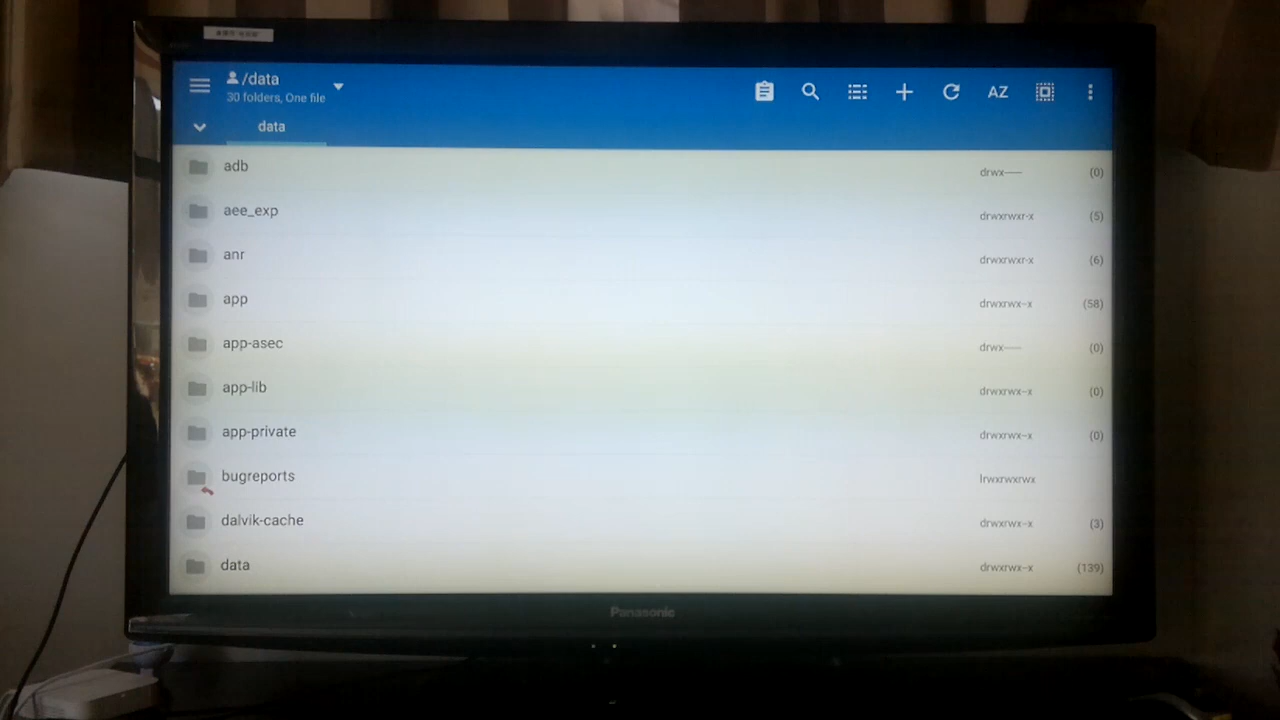 /data
30 folders, One file
AZ
data
adb drwx------ (0)
aee_exp drwxrwxr-x (5)
anr drwxrwxr-x (6)
app drwxrwx--x (58)
app-asec drwx------ (0)
app-lib drwxrwx--x (0)
app-private drwxrwx--x (0)
bugreports lrwxrwxrwx
dalvik-cache drwxrwx--x (3)
data drwxrwx--x (139)
Panasonic